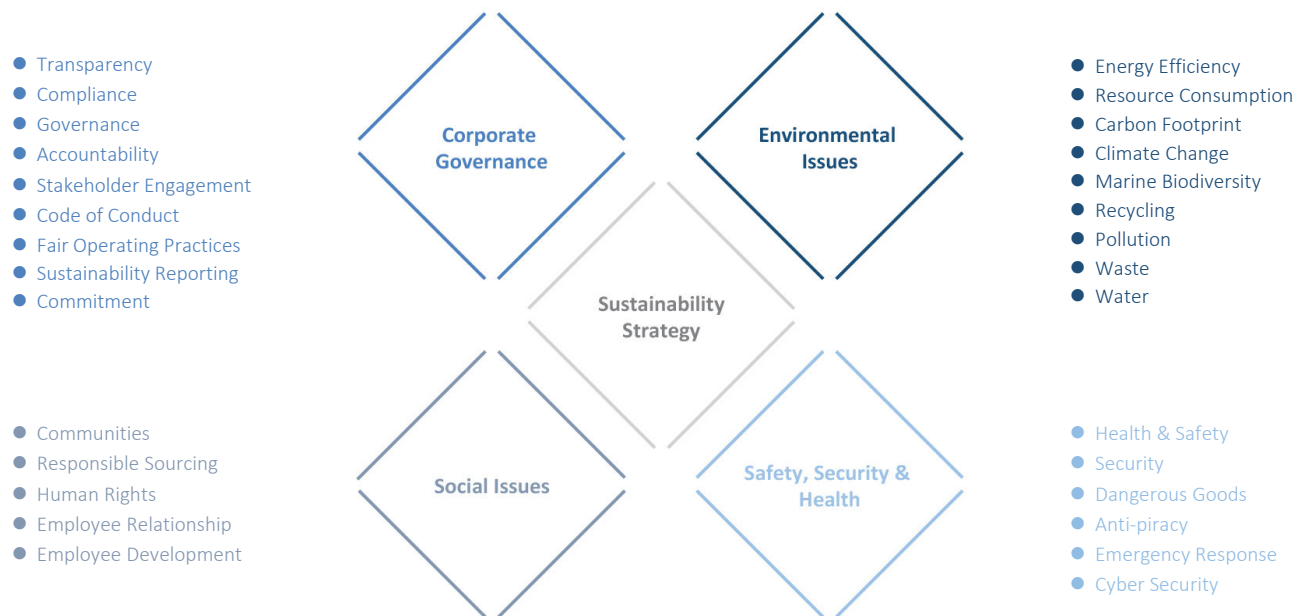 Transparency
Compliance
Governance
Accountability
Stakeholder Engagement
Code of Conduct
Fair Operating Practices
Sustainability Reporting
Commitment
Corporate
Governance
Environmental
Issues
Energy Efficiency
Resource Consumption
Carbon Footprint
Climate Change
Marine Biodiversity
Recycling
Pollution
Waste
Water
Sustainability
Strategy
Communities
Responsible Sourcing
Human Rights
Employee Relationship
Employee Development
Social Issues
Safety, Security &
Health
Health & Safety
Security
Dangerous Goods
Anti-piracy
Emergency Response
Cyber Security